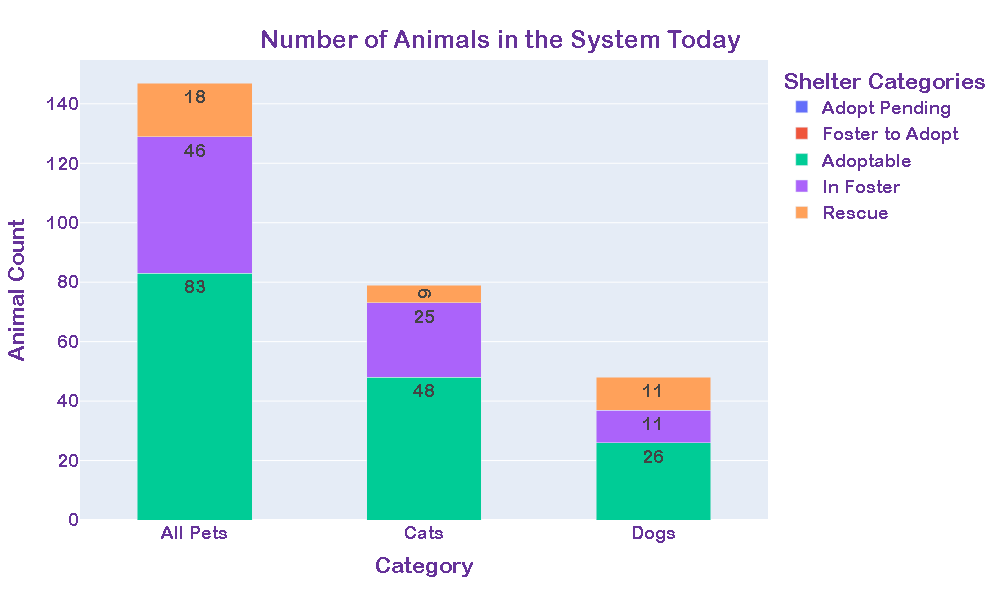 Number of Animals in the System Today
Animal Count
140
120
100
80
60
40
20
0
18
46
83
6
25
48
11
11
26
All Pets
Cats
Dogs
Category
Shelter Categories
Adopt Pending
Foster to Adopt
Adoptable
In Foster
Rescue